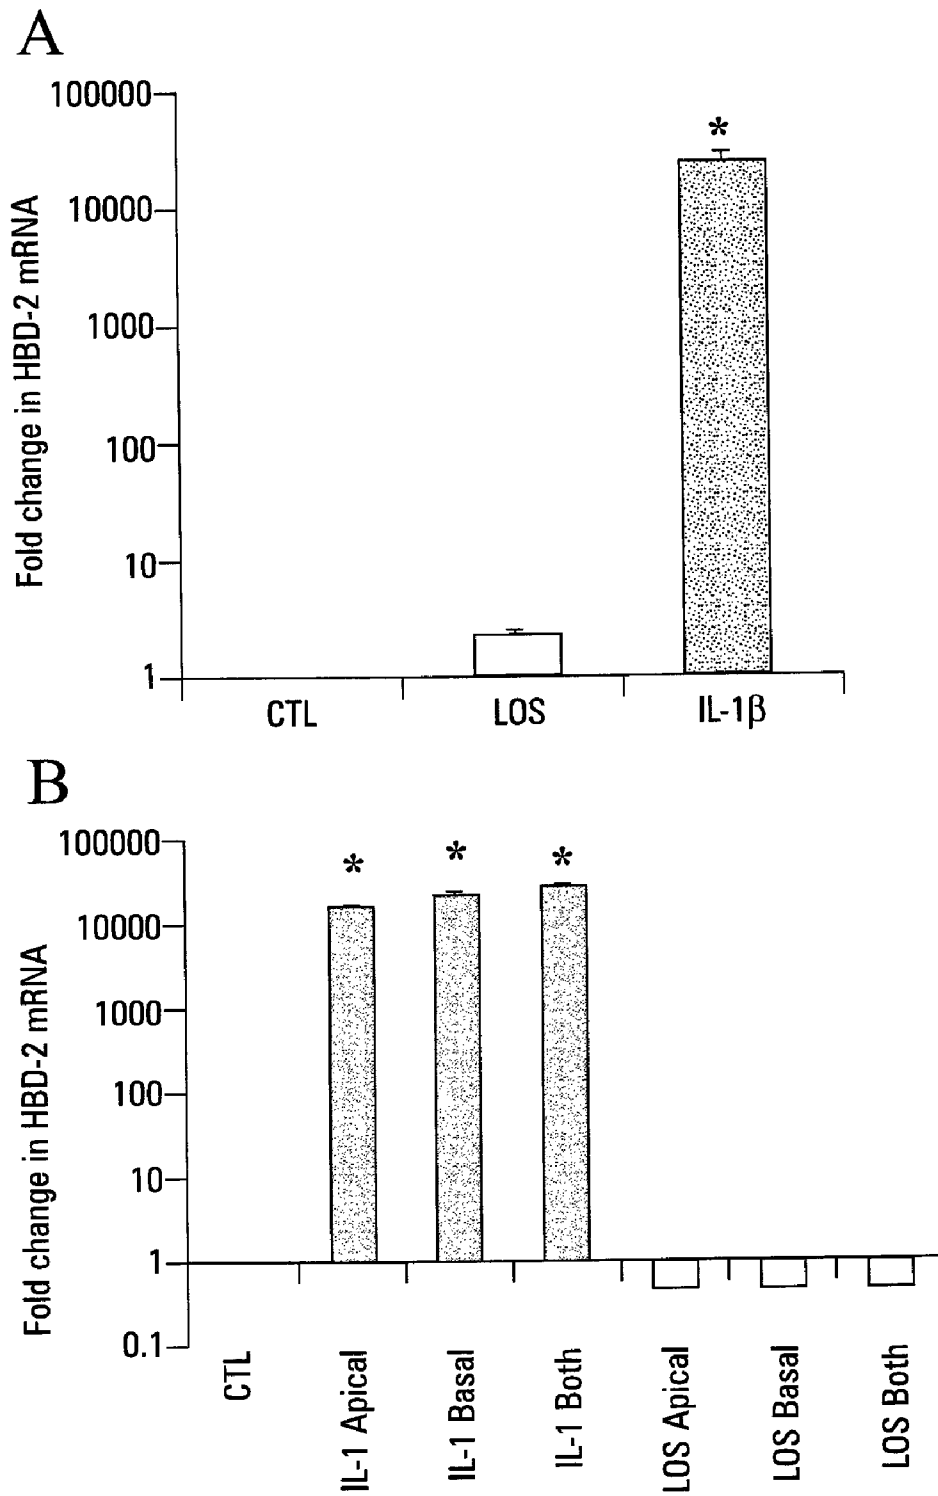 A
100000
10000
1000
100
10
1
Fold change in HBD-2 mRNA
*
CTL
LOS
IL-1β
B
100000
10000
1000
100
10
1
0.1
Fold change in HBD-2 mRNA
*
*
*
CTL
IL-1 Apical
IL-1 Basal
IL-1 Both
LOS Apical
LOS Basal
LOS Both